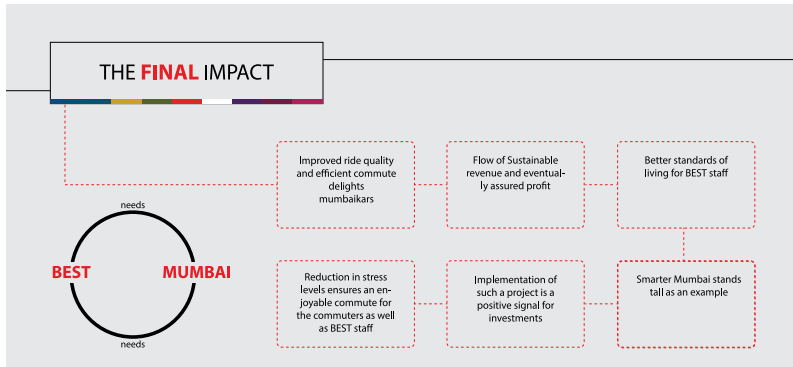 THE FINAL IMPACT
Improved ride quality
and efficient commute
delights
mumbaikars
Flow of Sustainable
revenue and eventual-
ly assured profit
Better standards of
living for BEST staff
needs
BEST
MUMBAI
needs
Reduction in stress
levels ensures an en-
joyable commute for
the commuters as well
as BEST staff
Implementation of
such a project is a
positive signal for
investments
Smarter Mumbai stands
tall as an example